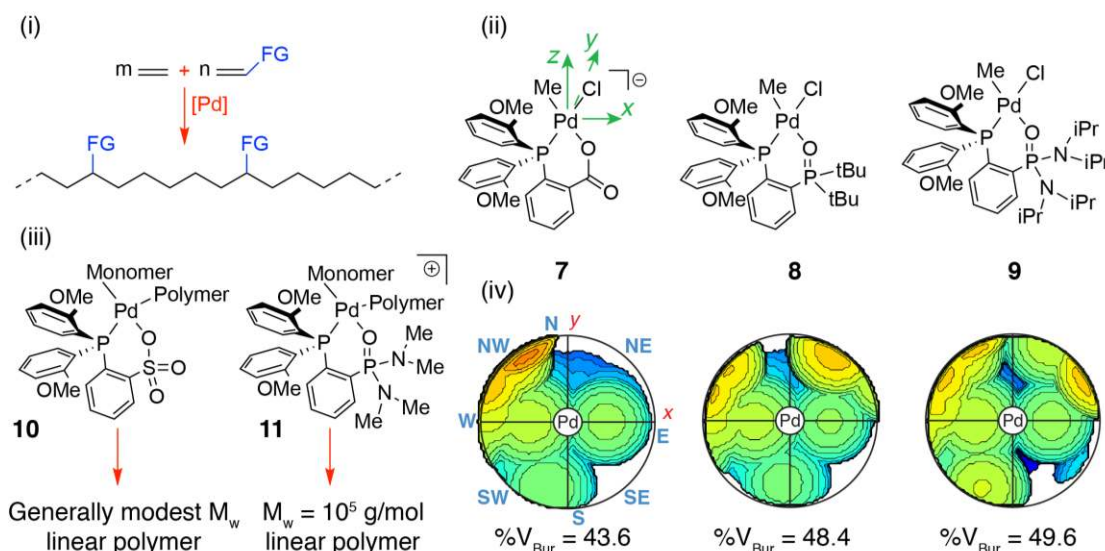 (i)
FG
m + n
[Pd]
FG FG
(ii)
z y x
Me Cl ⊖
OMe Pd
P O
OMe O
7
Me Cl
OMe Pd
P O
OMe P tBu
tBu
8
Me Cl
OMe Pd
P O iPr
OMe P N iPr
N iPr
iPr
9
(iii)
Monomer
OMe Polymer
Pd
P O
OMe S O
O
10
Generally modest Mw
linear polymer
Monomer ⊕
OMe Polymer
Pd
P O Me
OMe P N Me
Me N Me
11
Mw = 10⁵ g/mol
linear polymer
(iv)
N y
NW NE
W Pd x
E
SW SE
S
%VBur = 43.6
Pd
%VBur = 48.4
Pd
%VBur = 49.6